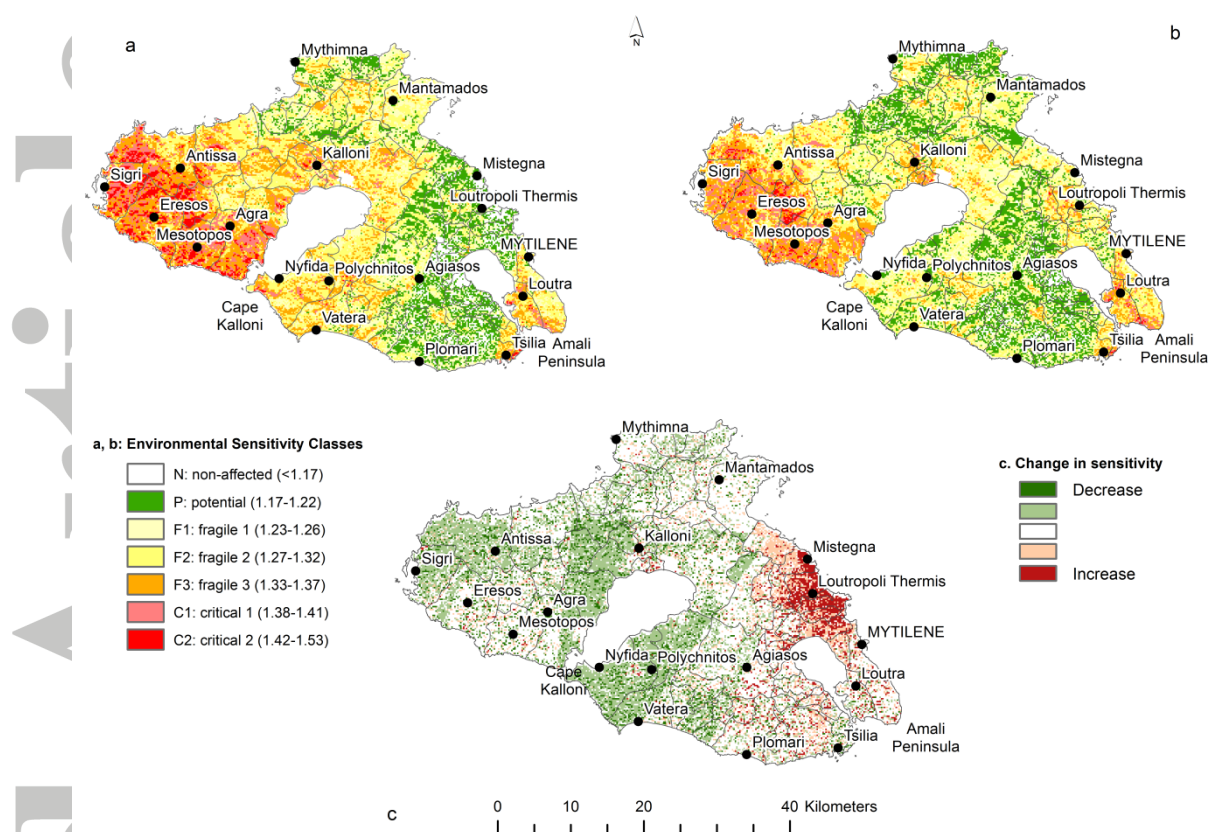 a
N
b
Mythimna
Mantamados
Antissa
Kalloni
Mistegna
Sigri
Loutropoli Thermis
Eresos
Agra
Mesotopos
MYTILENE
Nyfida
Polychnitos
Agiasos
Loutra
Cape
Kalloni
Vatera
Tsilia
Amali
Peninsula
Plomari
Mythimna
Mantamados
Antissa
Kalloni
Mistegna
Sigri
Loutropoli Thermis
Eresos
Agra
Mesotopos
MYTILENE
Nyfida
Polychnitos
Agiasos
Loutra
Cape
Kalloni
Vatera
Tsilia
Amali
Peninsula
Plomari
a, b: Environmental Sensitivity Classes
N: non-affected (<1.17)
P: potential (1.17-1.22)
F1: fragile 1 (1.23-1.26)
F2: fragile 2 (1.27-1.32)
F3: fragile 3 (1.33-1.37)
C1: critical 1 (1.38-1.41)
C2: critical 2 (1.42-1.53)
Mythimna
Mantamados
Antissa
Kalloni
Mistegna
Sigri
Loutropoli Thermis
Eresos
Agra
Mesotopos
MYTILENE
Nyfida
Polychnitos
Agiasos
Loutra
Cape
Kalloni
Vatera
Tsilia
Amali
Peninsula
Plomari
c. Change in sensitivity
Decrease
Increase
c
0 10 20 40 Kilometers